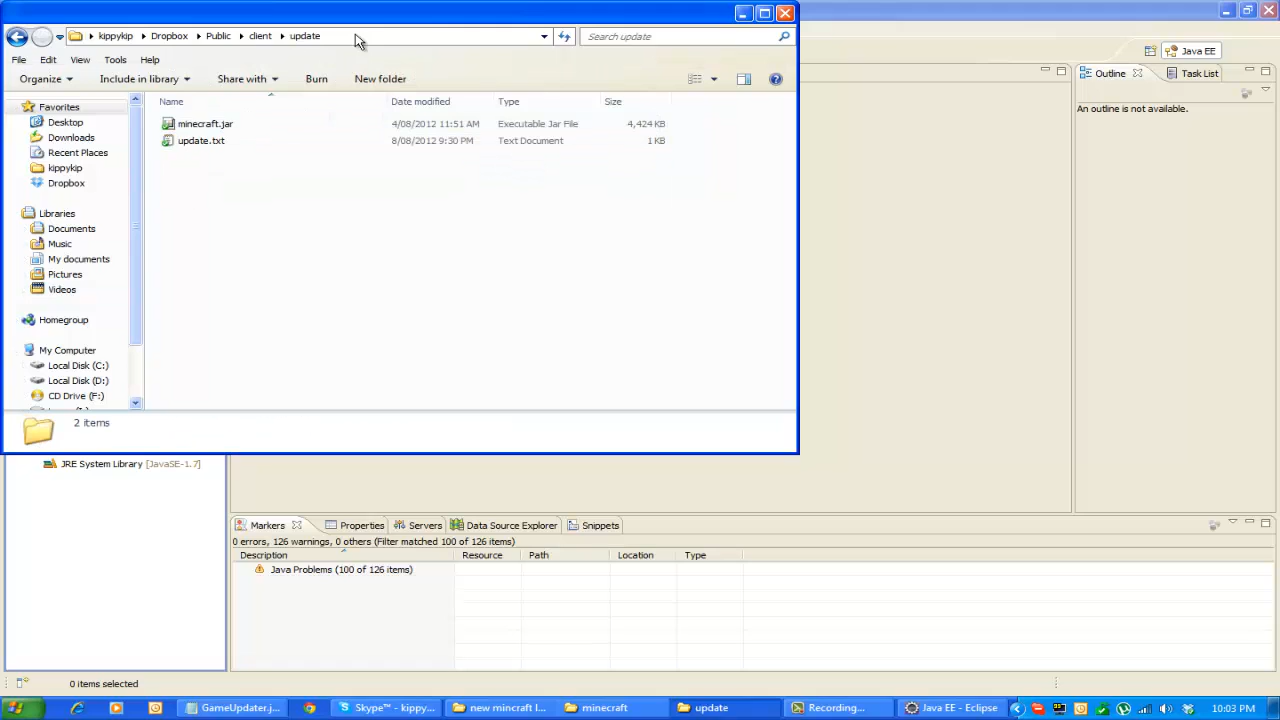 kippykip Dropbox Public client update
Search update
File Edit View Tools Help
Organize Include in library Share with Burn New folder
Favorites
Desktop
Downloads
Recent Places
kippykip
Dropbox
Libraries
Documents
Music
My documents
Pictures
Videos
Homegroup
My Computer
Local Disk (C:)
Local Disk (D:)
CD Drive (F:)
Name Date modified Type Size
minecraft.jar 4/08/2012 11:51 AM Executable Jar File 4,424 KB
update.txt 8/08/2012 9:30 PM Text Document 1 KB
2 items
Java EE
Outline Task List
An outline is not available.
JRE System Library [JavaSE-1.7]
Markers Properties Servers Data Source Explorer Snippets
0 errors, 126 warnings, 0 others (Filter matched 100 of 126 items)
Description Resource Path Location Type
Java Problems (100 of 126 items)
0 items selected
GameUpdater.j... Skype™ - kippy... new mincraft l... minecraft update Recording... Java EE - Eclipse 10:03 PM